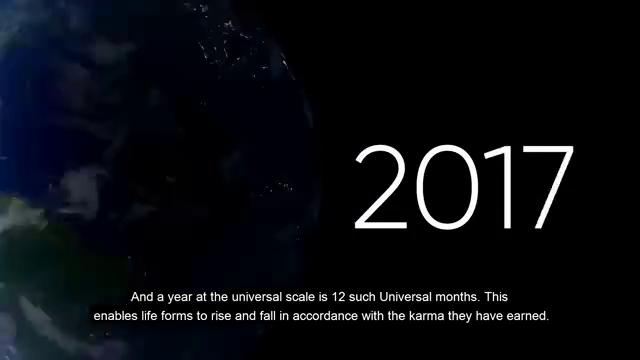 2017
And a year at the universal scale is 12 such Universal months. This
enables life forms to rise and fall in accordance with the karma they have earned.